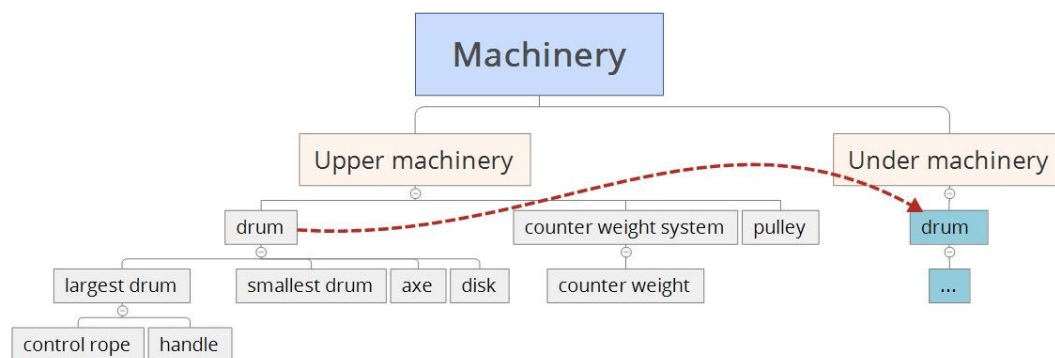 Machinery
Upper machinery
Under machinery
drum
counter weight system
pulley
drum
largest drum
smallest drum
axe
disk
counter weight
...
control rope
handle